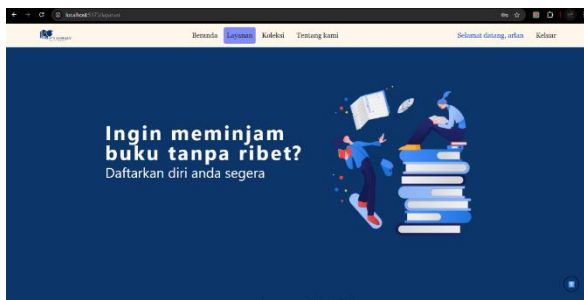 localhost:5173/layanan
Beranda Layanan Koleksi Tentang kami Selamat datang, arlan Keluar
Ingin meminjam
buku tanpa ribet?
Daftarkan diri anda segera